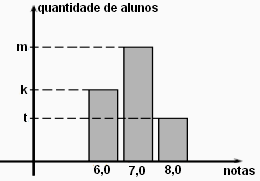 quantidade de alunos
m
k
t
6,0 7,0 8,0 notas